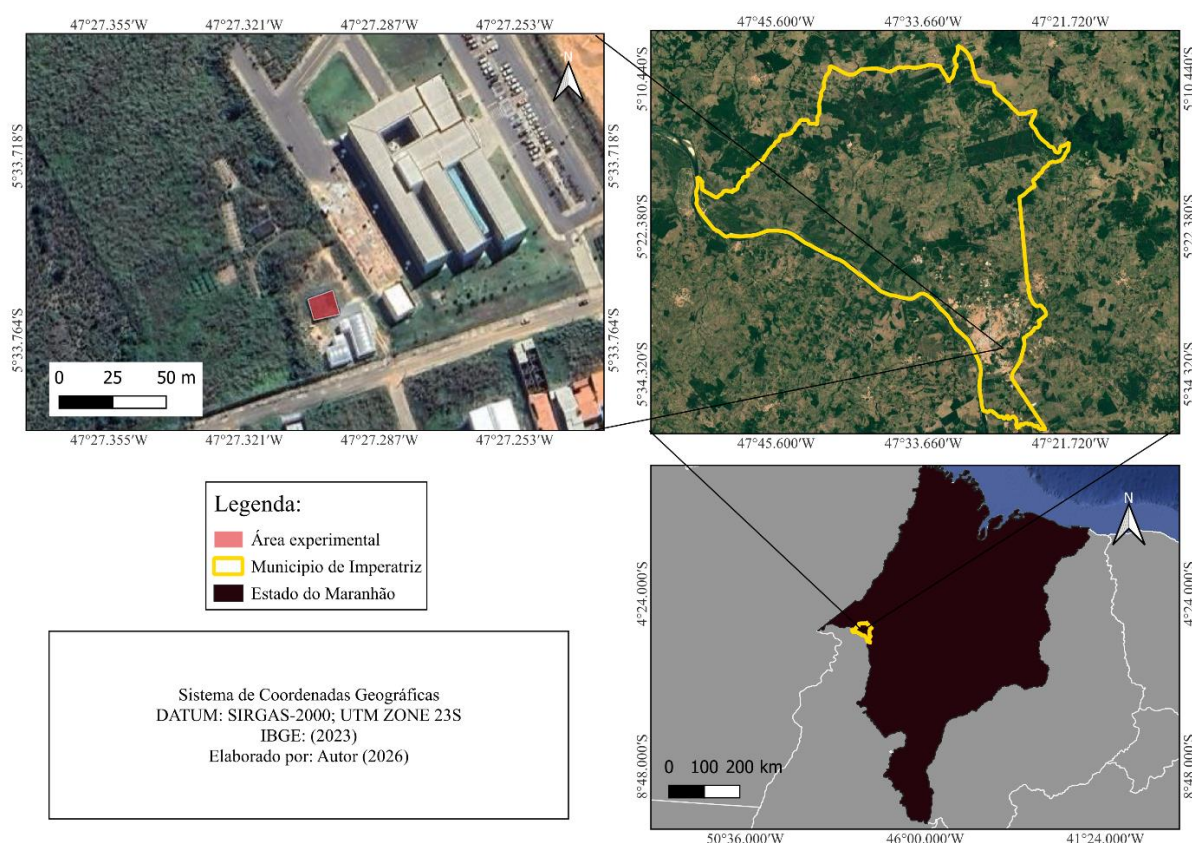 47°27.355'W 47°27.321'W 47°27.287'W 47°27.253'W
5°33.718'S
5°33.764'S
N
5°33.718'S
5°33.764'S
0 25 50 m
47°27.355'W 47°27.321'W 47°27.287'W 47°27.253'W
47°45.600'W 47°33.660'W 47°21.720'W
5°10.440'S
5°22.380'S
5°34.320'S
5°10.440'S
5°22.380'S
5°34.320'S
47°45.600'W 47°33.660'W 47°21.720'W
Legenda:
Área experimental
Municipio de Imperatriz
Estado do Maranhão
Sistema de Coordenadas Geográficas
DATUM: SIRGAS-2000; UTM ZONE 23S
IBGE: (2023)
Elaborado por: Autor (2026)
N
4°24.000'S
8°48.000'S
4°24.000'S
8°48.000'S
0 100 200 km
50°36.000'W 46°00.000'W 41°24.000'W